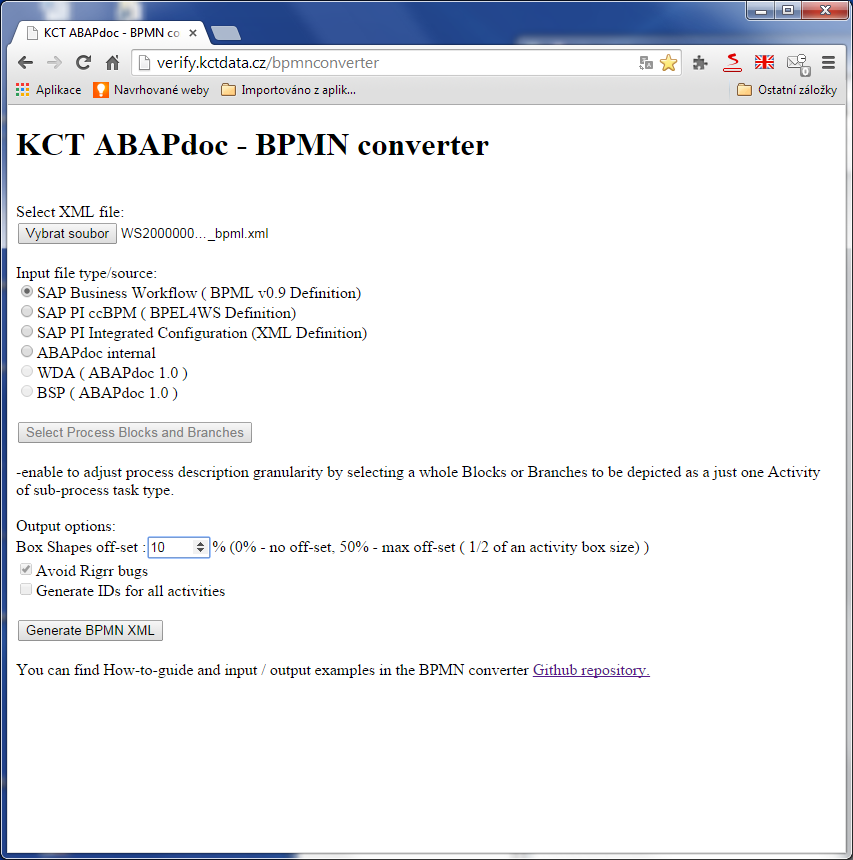 KCT ABAPdoc - BPMN co
verify.kctdata.cz/bpmnconverter
0
Aplikace Navrhované weby Importováno z aplik... Ostatní záložky
KCT ABAPdoc - BPMN converter
Select XML file:
Vybrat soubor WS2000000..._bpml.xml
Input file type/source:
SAP Business Workflow ( BPML v0.9 Definition)
SAP PI ccBPM ( BPEL4WS Definition)
SAP PI Integrated Configuration (XML Definition)
ABAPdoc internal
WDA ( ABAPdoc 1.0 )
BSP ( ABAPdoc 1.0 )
Select Process Blocks and Branches
-enable to adjust process description granularity by selecting a whole Blocks or Branches to be depicted as a just one Activity
of sub-process task type.
Output options:
Box Shapes off-set : 10 % (0% - no off-set, 50% - max off-set ( 1/2 of an activity box size) )
Avoid Rigrr bugs
Generate IDs for all activities
Generate BPMN XML
You can find How-to-guide and input / output examples in the BPMN converter Github repository.